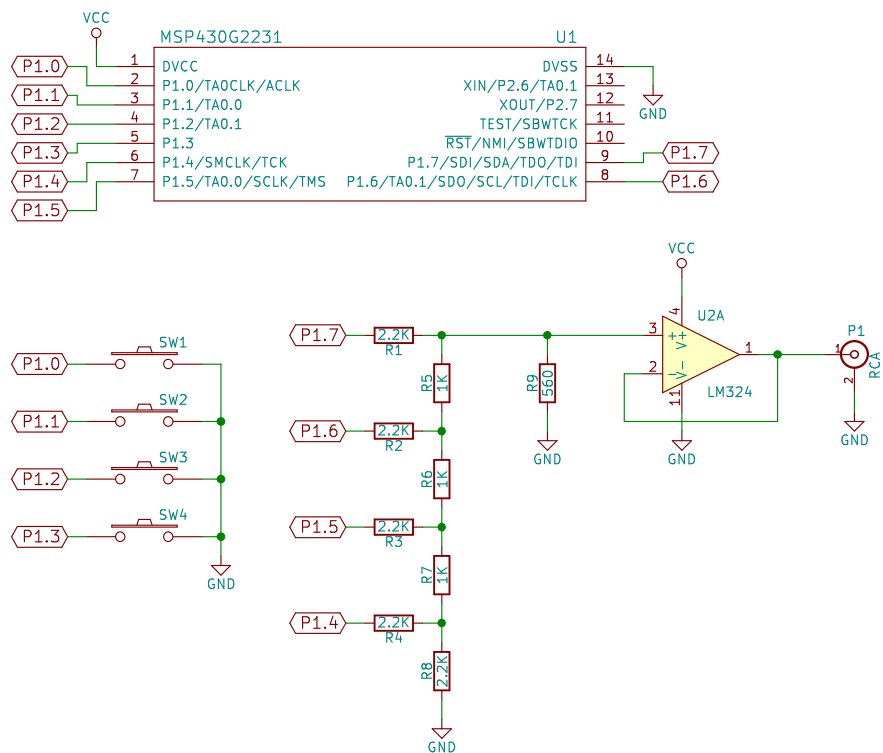 VCC
MSP430G2231 U1
P1.0 1 DVCC DVSS 14
2 P1.0/TA0CLK/ACLK XIN/P2.6/TA0.1 13
P1.1 3 P1.1/TA0.0 XOUT/P2.7 12
GND
P1.2 4 P1.2/TA0.1 TEST/SBWTCK 11
P1.3 5 P1.3 RST/NMI/SBWTDIO 10
P1.4 6 P1.4/SMCLK/TCK P1.7/SDI/SDA/TDO/TDI 9 P1.7
7 P1.5/TA0.0/SCLK/TMS P1.6/TA0.1/SDO/SCL/TDI/TCLK 8 P1.6
P1.5
VCC
P1.0 SW1
P1.1 SW2
P1.2 SW3
P1.3 SW4
GND
P1.7 2.2K R1
R5 1K
R9 560
GND
P1.6 2.2K R2
R6 1K
P1.5 2.2K R3
R7 1K
P1.4 2.2K R4
R8 2.2K
GND
U2A
4
3 + V+ 1
2 - V-
11 LM324
GND
P1
1
RCA
2
GND